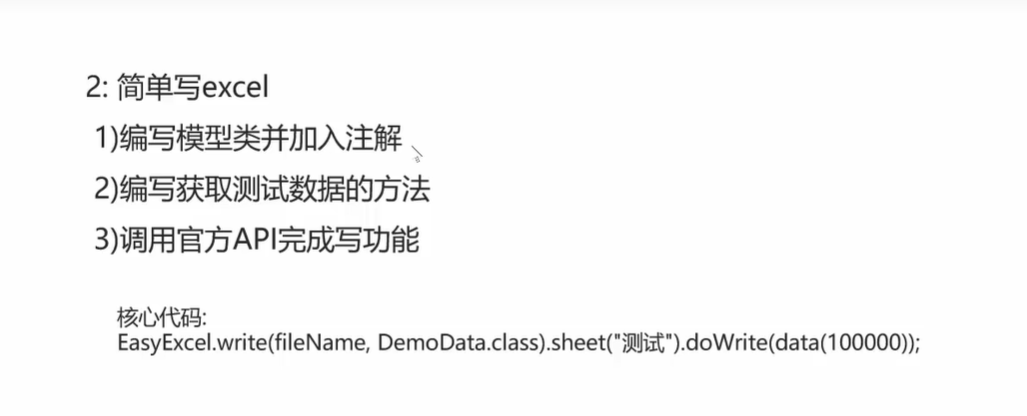 2: 简单写excel
1)编写模型类并加入注解
2)编写获取测试数据的方法
3)调用官方API完成写功能
核心代码:
EasyExcel.write(fileName, DemoData.class).sheet("测试").doWrite(data(100000));